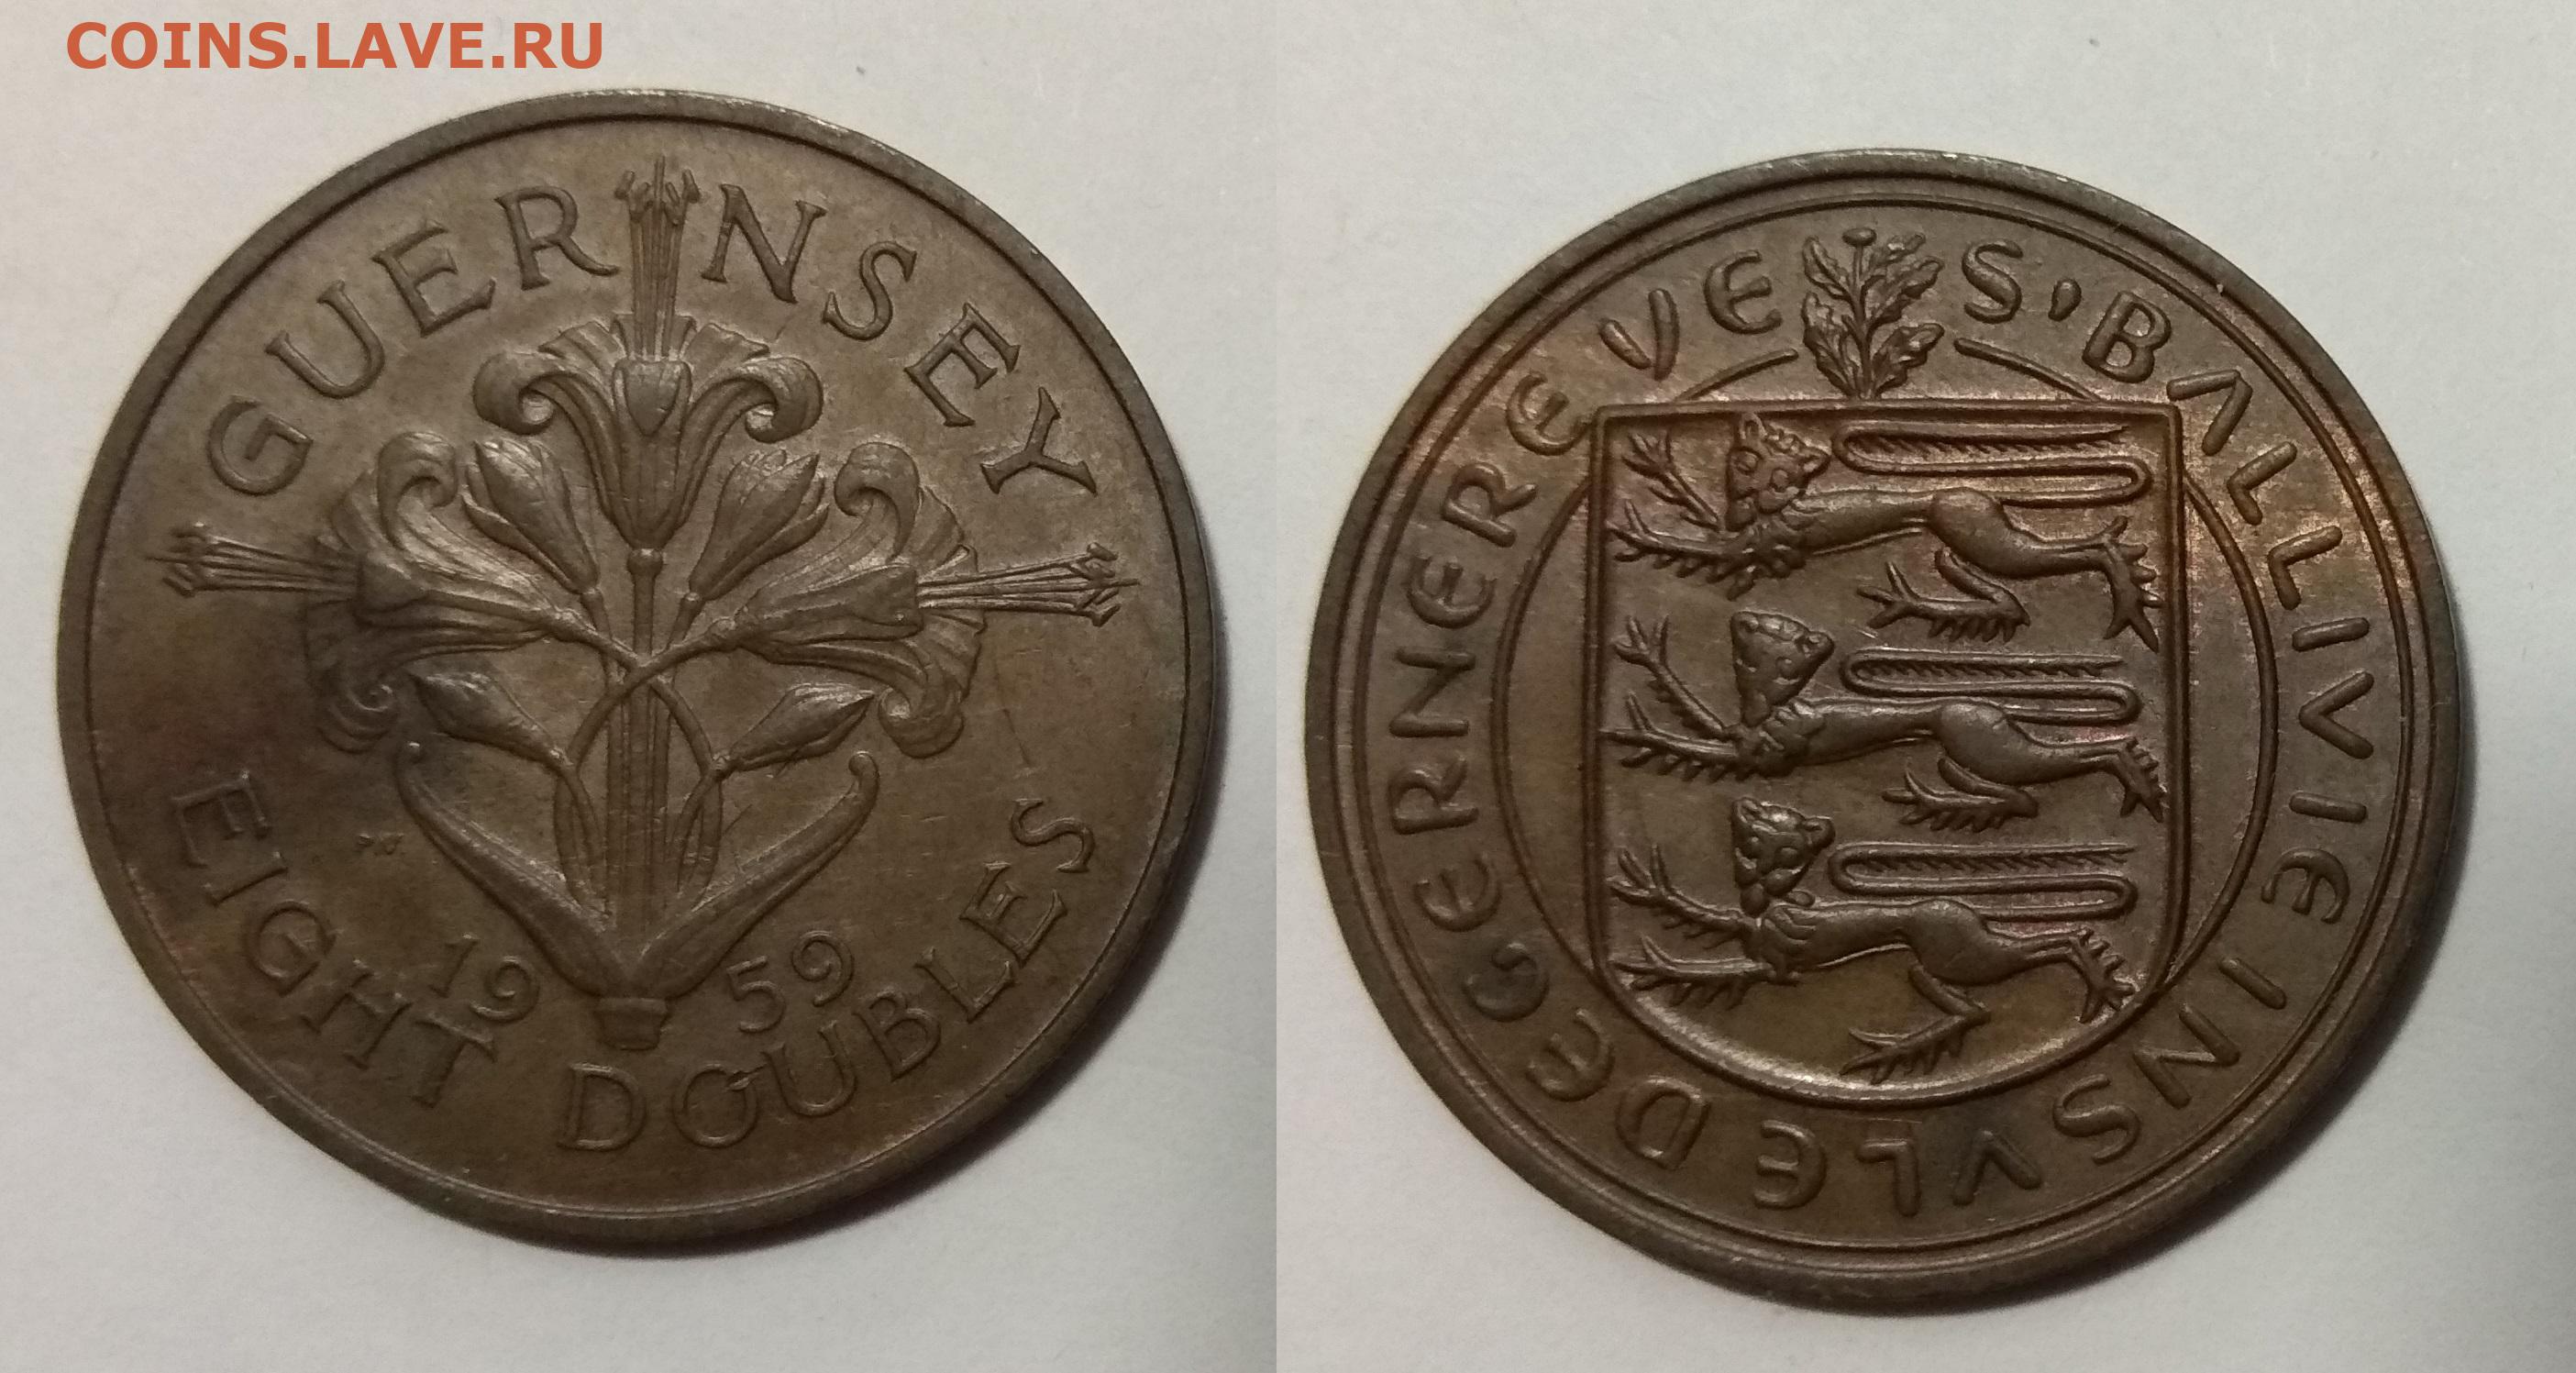 COINS.LAVE.RU
GUERNSEY
P.V.
1959
EIGHT DOUBLES
S'BALLIVIE INSVLE DEGERNEREVE